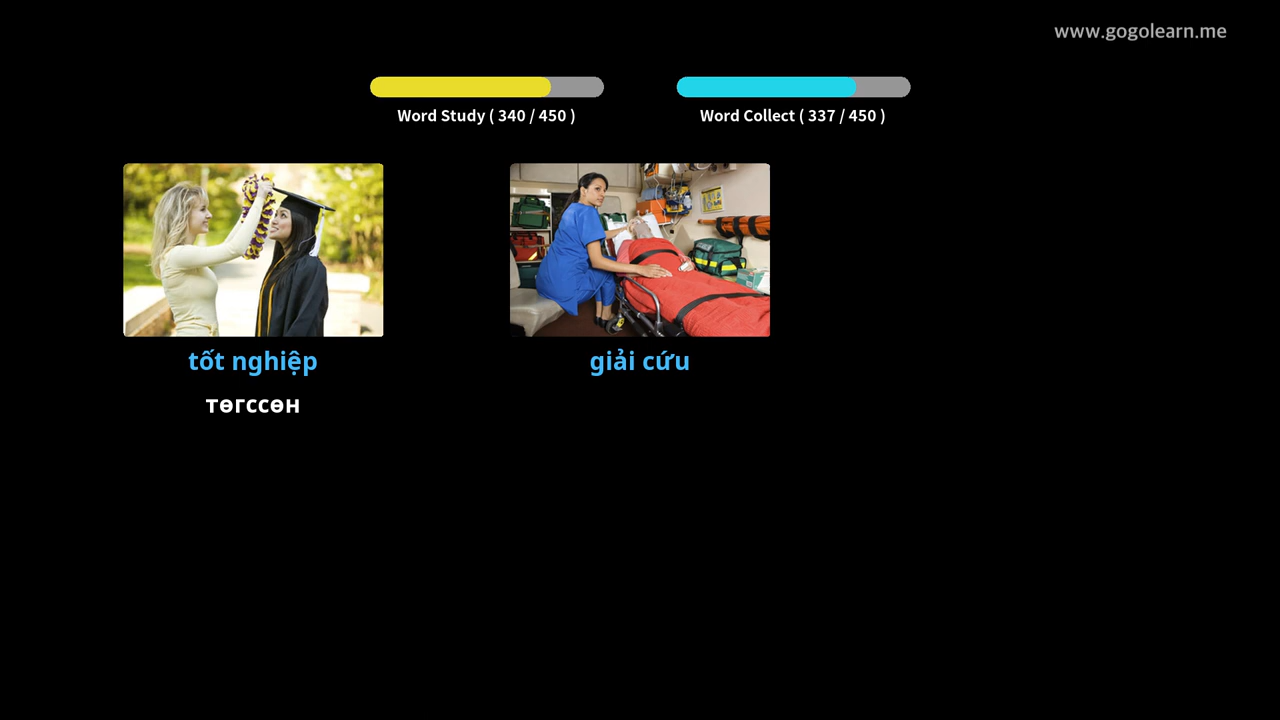 www.gogolearn.me
Word Study ( 340 / 450 )
Word Collect ( 337 / 450 )
tốt nghiệp
giải cứu
төгссөн